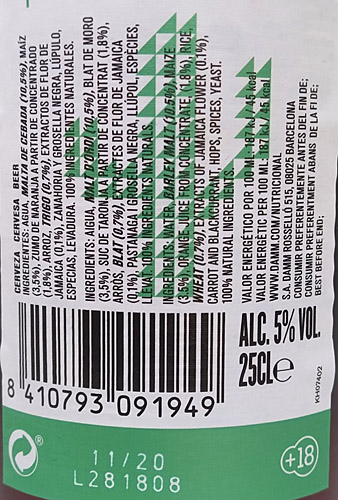 CERVEZA CERVESA BEER
INGREDIENTES: AGUA, MALTA DE CEBADA (10,5%), MAÍZ
(3,5%), ZUMO DE NARANJA A PARTIR DE CONCENTRADO
(1,8%), ARROZ, TRIGO (0,7%), EXTRACTOS DE FLOR DE
JAMAICA (0,1%), ZANAHORIA Y GROSELLA NEGRA, LÚPULO,
ESPECIAS, LEVADURA. 100% INGREDIENTES NATURALES.
INGREDIENTS: AIGUA, MALT D'ORDI (10,5%), BLAT DE MORO
(3,5%), SUC DE TARONJA A PARTIR DE CONCENTRAT (1,8%),
ARRÒS, BLAT (0,7%), EXTRACTES DE FLOR DE JAMAICA
(0,1%), PASTANAGA I GROSELLA NEGRA, LLÚPOL, ESPÈCIES,
LLEVAT. 100% INGREDIENTS NATURALS.
INGREDIENTS: WATER, BARLEY MALT (10.5%), MAIZE
(3.5%), ORANGE JUICE FROM CONCENTRATE (1.8%), RICE,
WHEAT (0.7%), EXTRACTS OF JAMAICA FLOWER (0.1%),
CARROT AND BLACKCURRANT, HOPS, SPICES, YEAST.
100% NATURAL INGREDIENTS.
VALOR ENERGÉTICO POR 100 ml: 187 kJ / 45 kcal
VALOR ENERGÈTIC PER 100 ml: 187 kJ / 45 kcal
WWW.DAMM.COM/NUTRICIONAL
S.A. DAMM ROSSELLÓ 515, 08025 BARCELONA
CONSUMIR PREFERENTEMENTE ANTES DEL FIN DE;
CONSUMIR PREFERENTMENT ABANS DE LA FI DE;
BEST BEFORE END;
ALC. 5% VOL.
25CL e
KH07402
8 410793 091949
11/20
L281808
+18